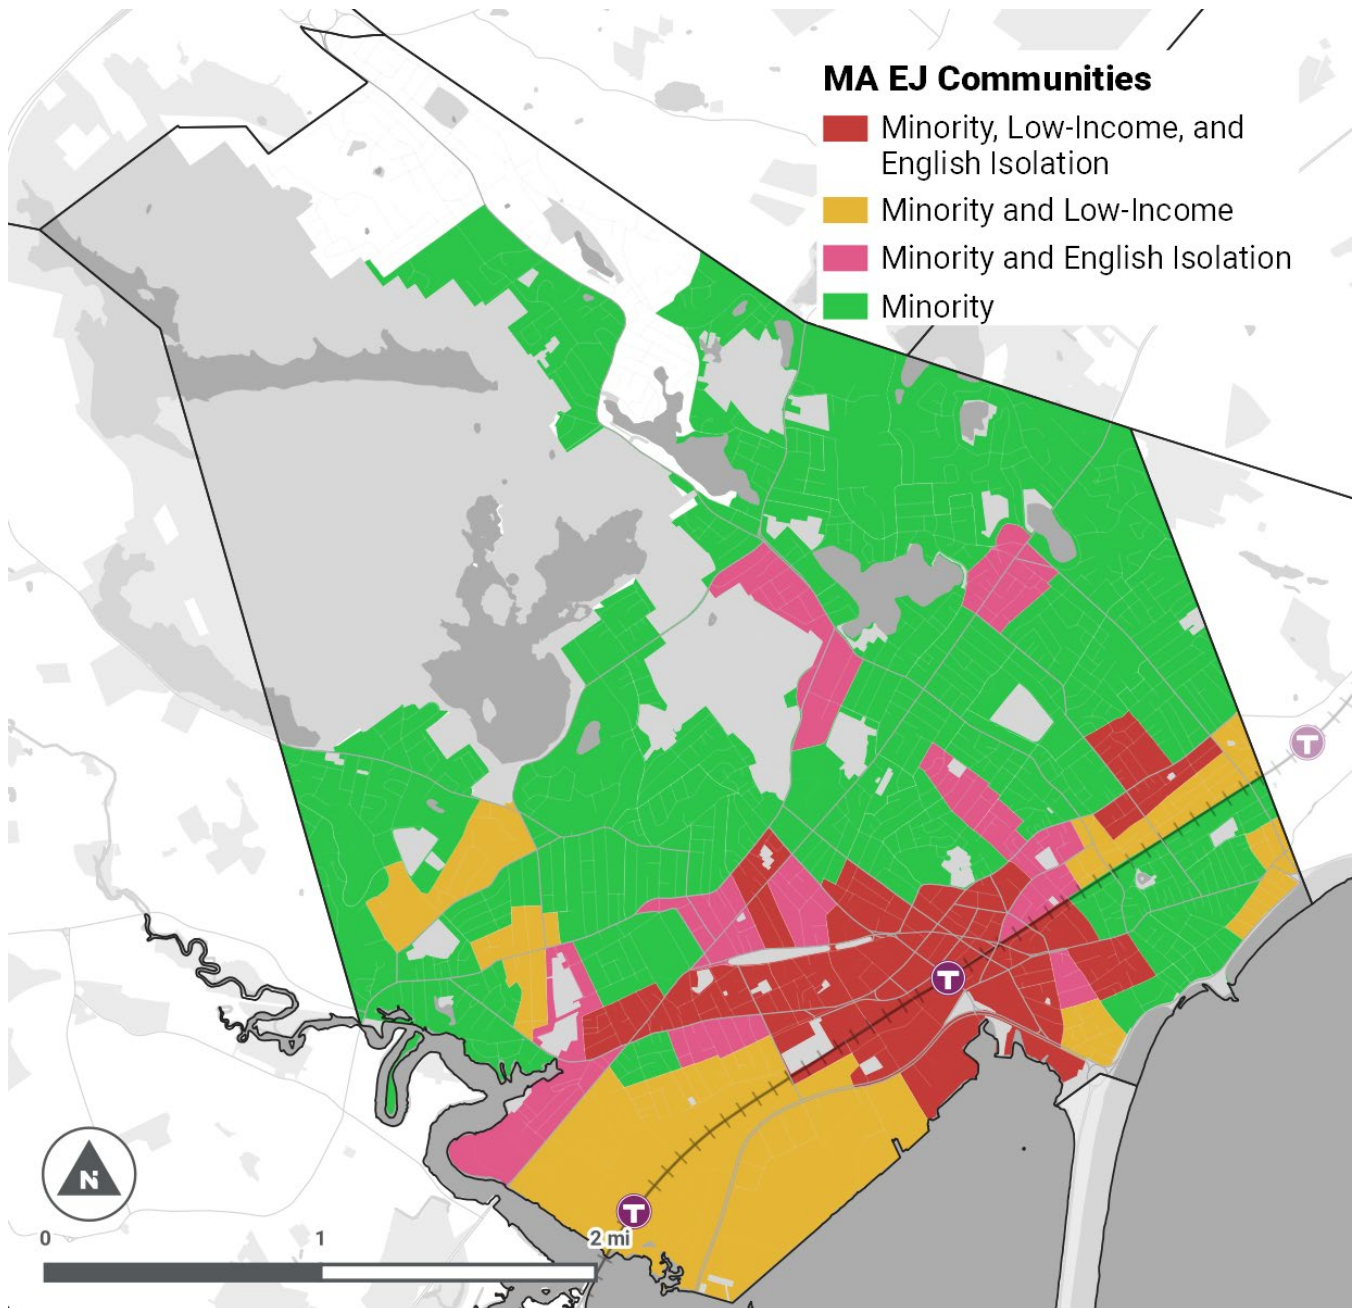 MA EJ Communities
Minority, Low-Income, and
English Isolation
Minority and Low-Income
Minority and English Isolation
Minority
T
T
T
N
0 1 2 mi